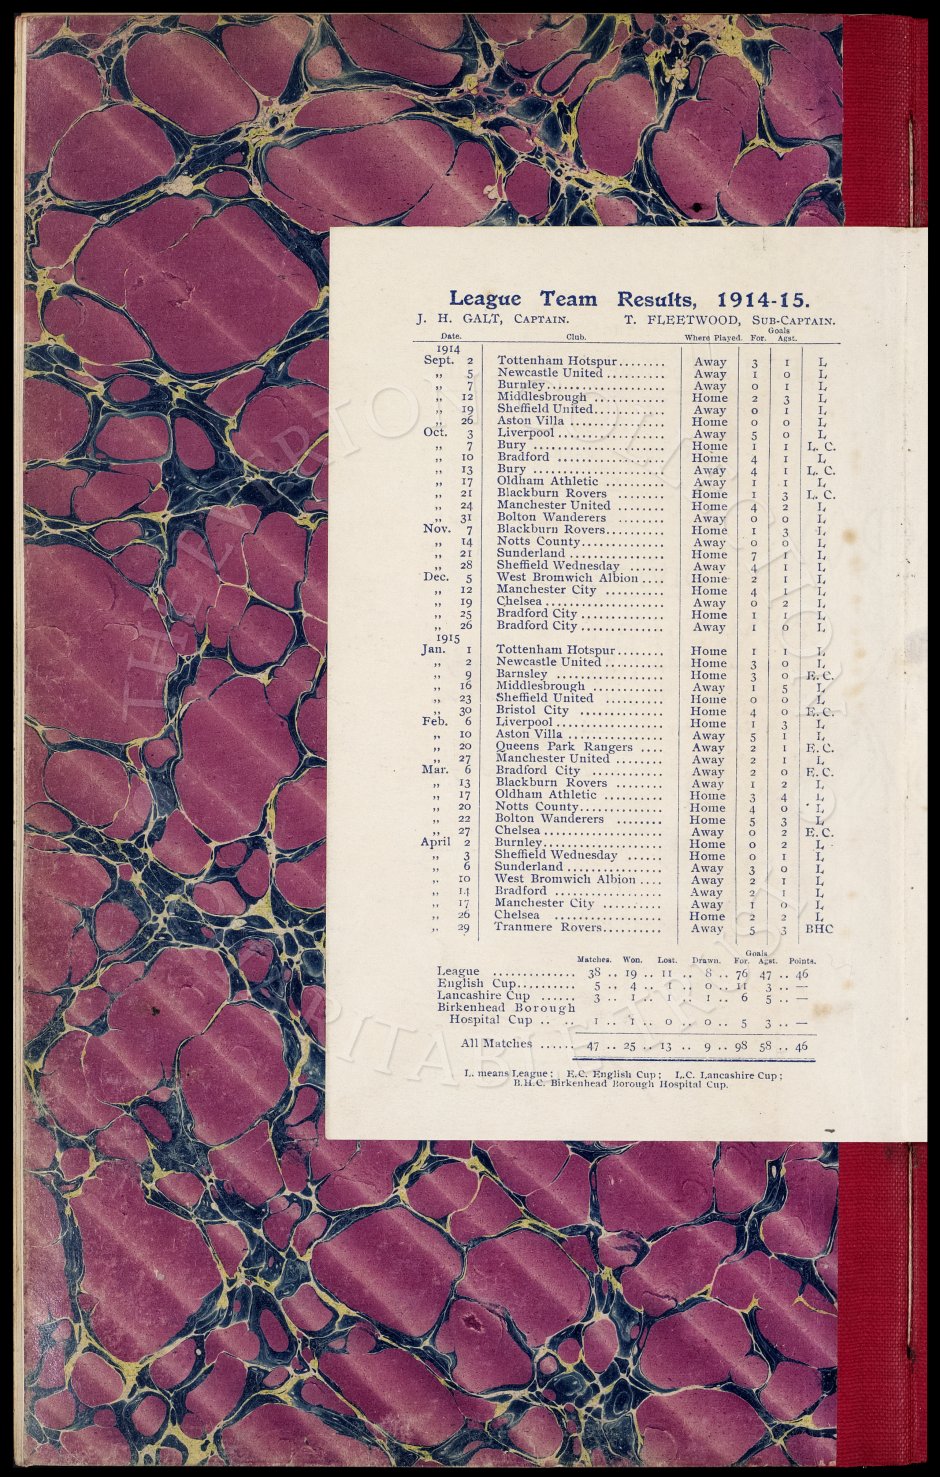 League Team Results, 1914-15.
J. H. GALT, CAPTAIN. T. FLEETWOOD, SUB-CAPTAIN.
Goals
Date. Club. Where Played. For. Agst.
1914
Sept. 2 Tottenham Hotspur........ Away 3 1 L
„ 5 Newcastle United .......... Away 1 0 L
„ 7 Burnley..................... Away 0 1 L
„ 12 Middlesbrough ............ Home 2 3 L
„ 19 Sheffield United............ Away 0 1 L
„ 26 Aston Villa ................ Home 0 0 L
Oct. 3 Liverpool .................. Away 5 0 L
„ 7 Bury ...................... Home 1 1 L. C.
„ 10 Bradford .................. Home 4 1 L
„ 13 Bury ...................... Away 4 1 L. C.
„ 17 Oldham Athletic .......... Away 1 1 L
„ 21 Blackburn Rovers ........ Home 1 3 L. C.
„ 24 Manchester United ........ Home 4 2 L
„ 31 Bolton Wanderers ........ Away 0 0 L
Nov. 7 Blackburn Rovers.......... Home 1 3 L
„ 14 Notts County.............. Away 0 0 L
„ 21 Sunderland ................ Home 7 1 L
„ 28 Sheffield Wednesday ...... Away 4 1 L
Dec. 5 West Bromwich Albion .... Home 2 1 L
„ 12 Manchester City .......... Home 4 1 L
„ 19 Chelsea .................... Away 0 2 L
„ 25 Bradford City .............. Home 1 1 L
„ 26 Bradford City .............. Away 1 6 L
1915
Jan. 1 Tottenham Hotspur........ Home 1 1 L
„ 2 Newcastle United .......... Home 3 0 L
„ 9 Barnsley .................. Home 3 0 E. C.
„ 16 Middlesbrough ............ Away 1 5 L
„ 23 Sheffield United .......... Home 0 0 L
„ 30 Bristol City .............. Home 4 0 E. C.
Feb. 6 Liverpool .................. Home 1 3 L
„ 10 Aston Villa ................ Away 5 1 L
„ 20 Queens Park Rangers .... Away 2 1 E. C.
„ 27 Manchester United ........ Away 2 1 L
Mar. 6 Bradford City ............ Away 2 0 E. C.
„ 13 Blackburn Rovers ........ Away 1 2 L
„ 17 Oldham Athletic .......... Home 3 4 L
„ 20 Notts County.............. Home 4 0 L
„ 22 Bolton Wanderers ........ Home 5 3 L
„ 27 Chelsea .................... Away 0 2 E. C.
April 2 Burnley.................... Home 0 2 L
„ 3 Sheffield Wednesday ...... Home 0 1 L
„ 6 Sunderland ................ Away 3 0 L
„ 10 West Bromwich Albion .... Away 2 1 L
„ 14 Bradford .................. Away 2 1 L
„ 17 Manchester City .......... Away 1 0 L
„ 26 Chelsea .................. Home 2 2 L
„ 29 Tranmere Rovers.......... Away 5 3 BHC
Goals
Matches. Won. Lost. Drawn. For. Agst. Points.
League .............. 38 .. 19 .. 11 .. 8 .. 76 47 .. 46
English Cup.......... 5 .. 4 .. 1 .. 0 .. 11 3 .. —
Lancashire Cup ...... 3 .. 1 .. 1 .. 1 .. 6 5 .. —
Birkenhead Borough
Hospital Cup .. .. 1 .. 1 .. 0 .. 0 .. 5 3 .. —
All Matches ...... 47 .. 25 .. 13 .. 9 .. 98 58 .. 46
L. means League; E.C. English Cup; L.C. Lancashire Cup;
B.H.C. Birkenhead Borough Hospital Cup.
THE EVERTON COLLECTION
CHARITABLE TRUST